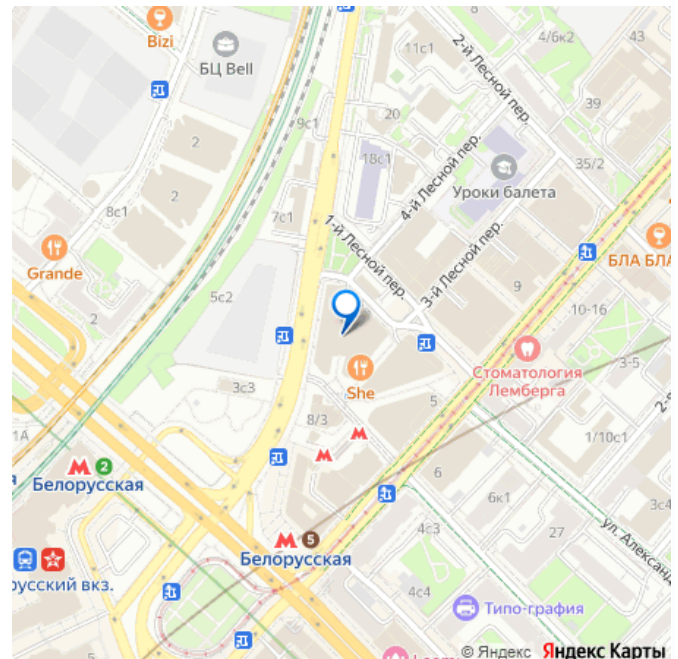 Bizi
БЦ Bell
11с1
2-й Лесной пер.
4/6к2
43
39
20
9с1
2
18с1
4-й Лесной пер.
35/2
Уроки балета
2
8с1
7с1
1-й Лесной пер.
3-й Лесной пер.
БЛА БЛА
Grande
5с2
9
10-16
2
Стоматология
Лемберга
3-5
She
3с3
8/3
5
2-я
1/10с1
1А
2
Белорусская
6
6к1
3с4
ул. Александ
4с3
27
5
Белорусская
русский вкз.
4с4
Типо-графия
© Яндекс Яндекс Карты